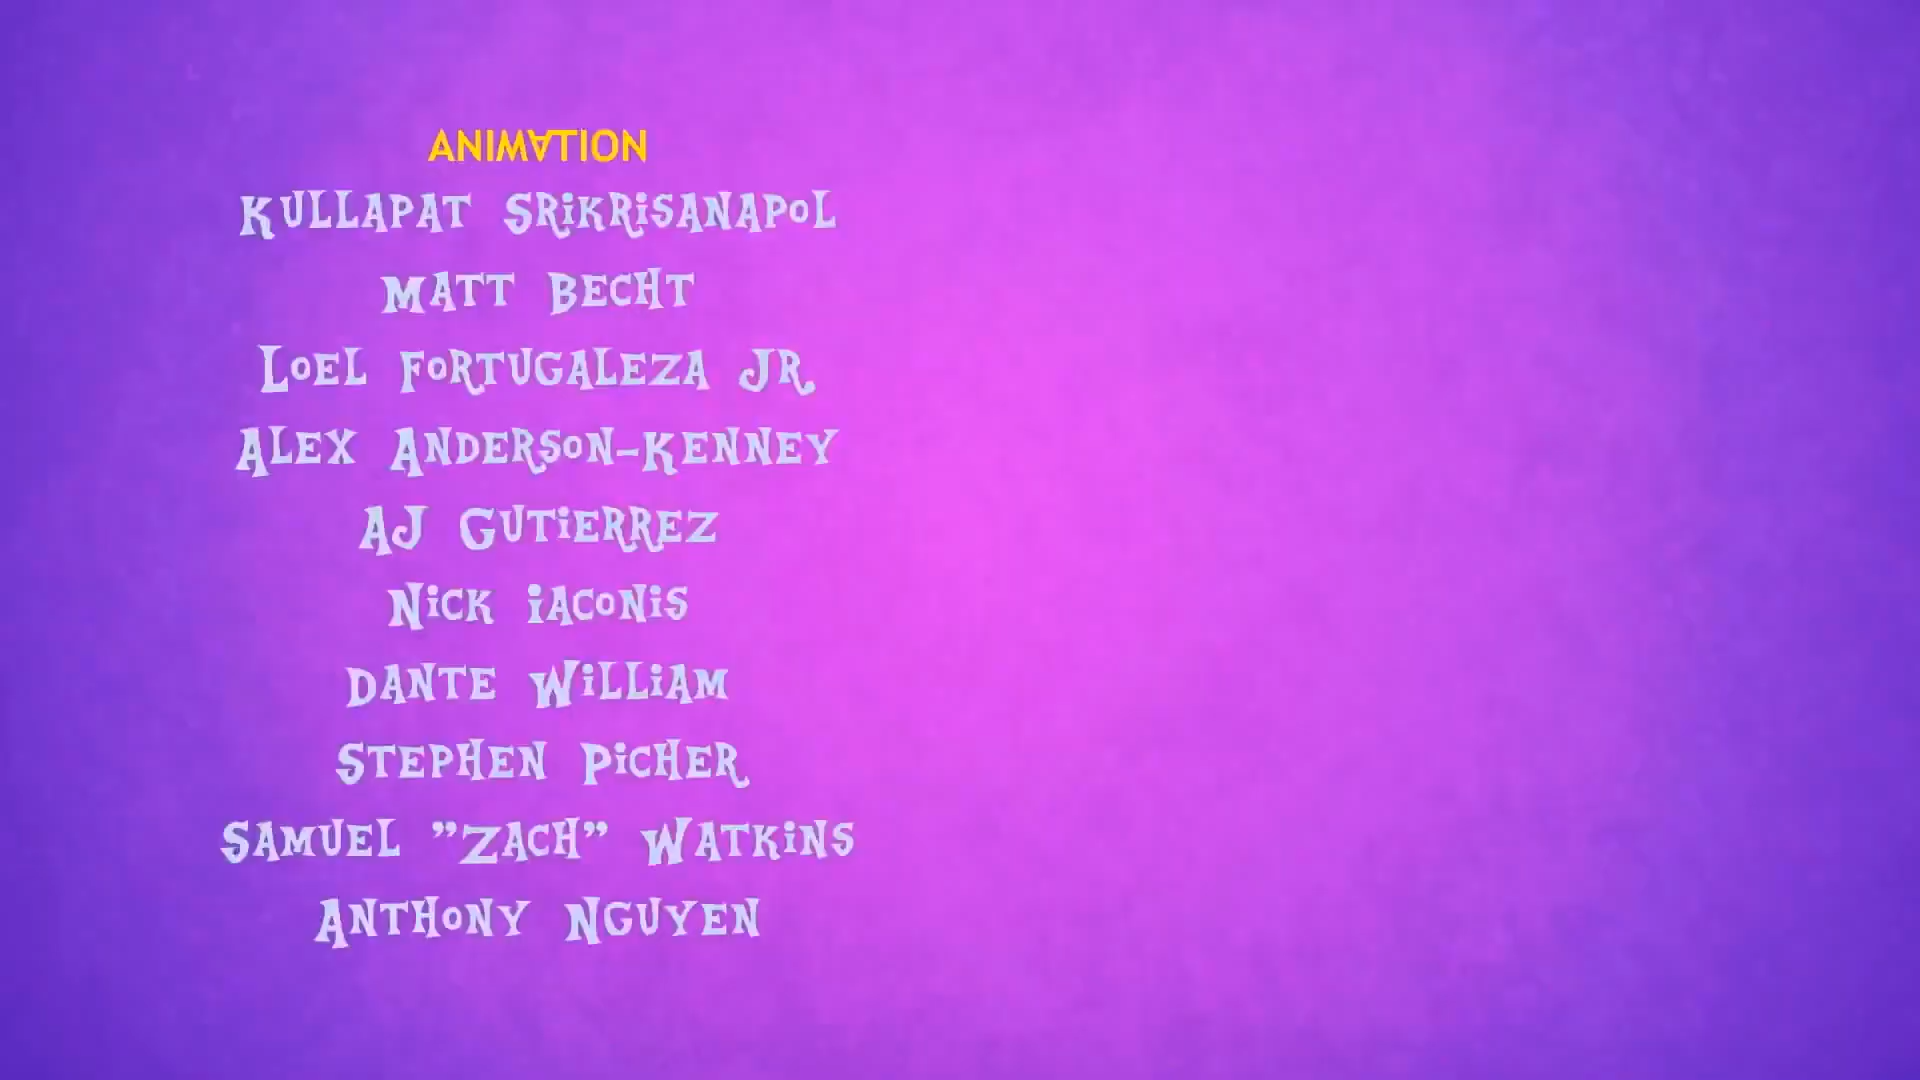 ANIMATION
Kullapat Srikrisanapol
Matt Becht
Loel Fortugaleza Jr
Alex Anderson-Kenney
AJ Gutierrez
Nick iaconis
Dante William
Stephen Picher
Samuel "Zach" Watkins
Anthony Nguyen